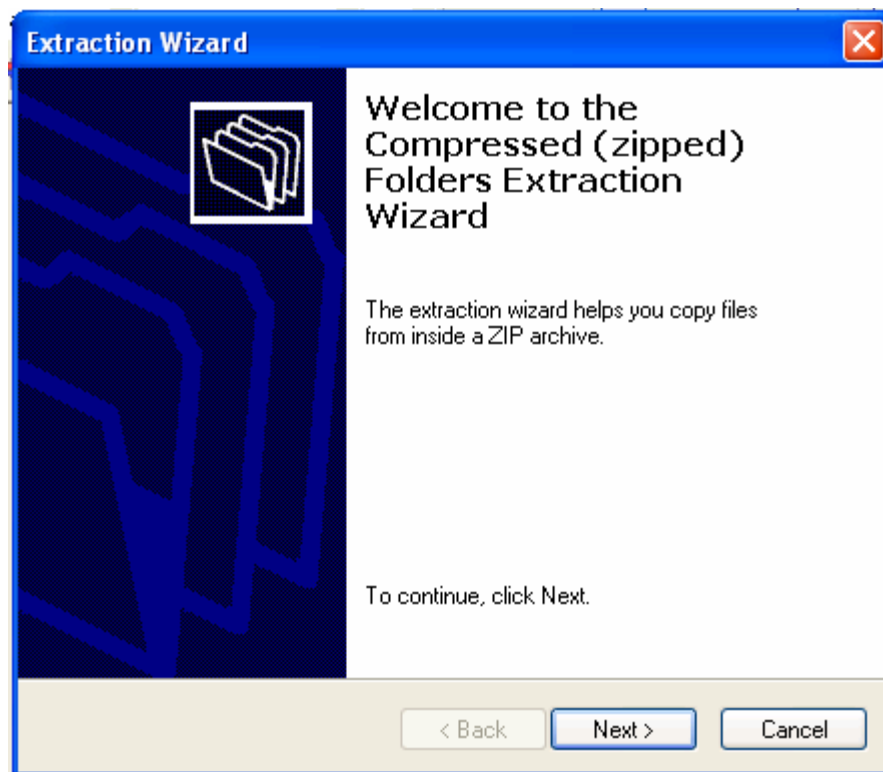 Extraction Wizard
Welcome to the
Compressed (zipped)
Folders Extraction
Wizard
The extraction wizard helps you copy files
from inside a ZIP archive.
To continue, click Next.
< Back Next > Cancel